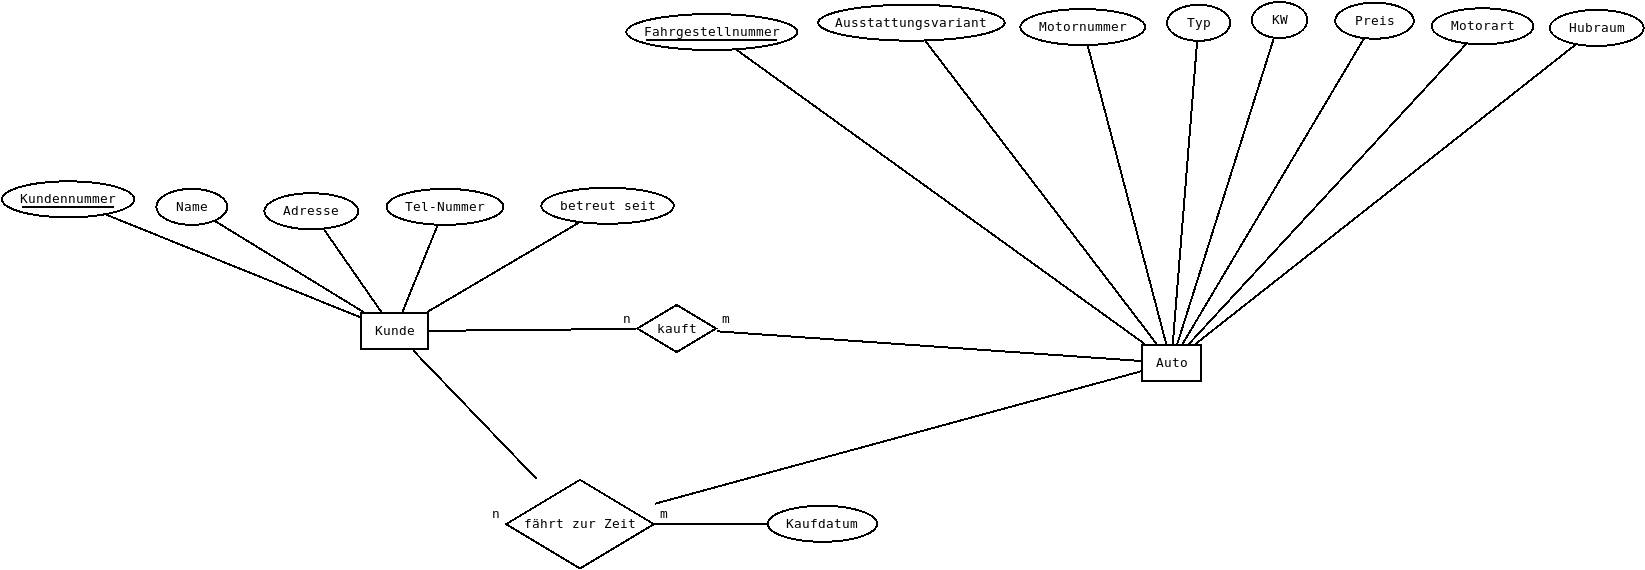 Fahrgestellnummer
Ausstattungsvariant
Motornummer
Typ
KW
Preis
Motorart
Hubraum
Kundennummer
Name
Adresse
Tel-Nummer
betreut seit
n
kauft
m
Kunde
Auto
n
fährt zur Zeit
m
Kaufdatum